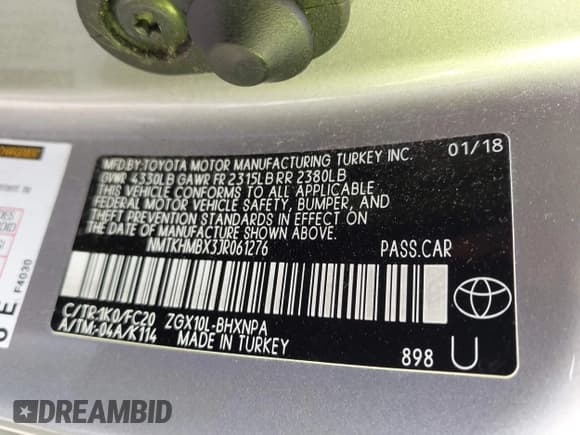 MFD.BY:TOYOTA MOTOR MANUFACTURING TURKEY INC. 01/18
GVWR 4330LB GAWR FR 2315LB RR 2380LB
THIS VEHICLE CONFORMS TO ALL APPLICABLE
FEDERAL MOTOR VEHICLE SAFETY, BUMPER, AND
THEFT PREVENTION STANDARDS IN EFFECT ON
THE DATE OF MANUFACTURE SHOWN ABOVE.
NMTKHMBX3JR061276 PASS.CAR
C/TR:1K0/FC20 ZGX10L-BHXNPA
A/TM:-04A/K114 MADE IN TURKEY
898 U
F4030
DREAMBID